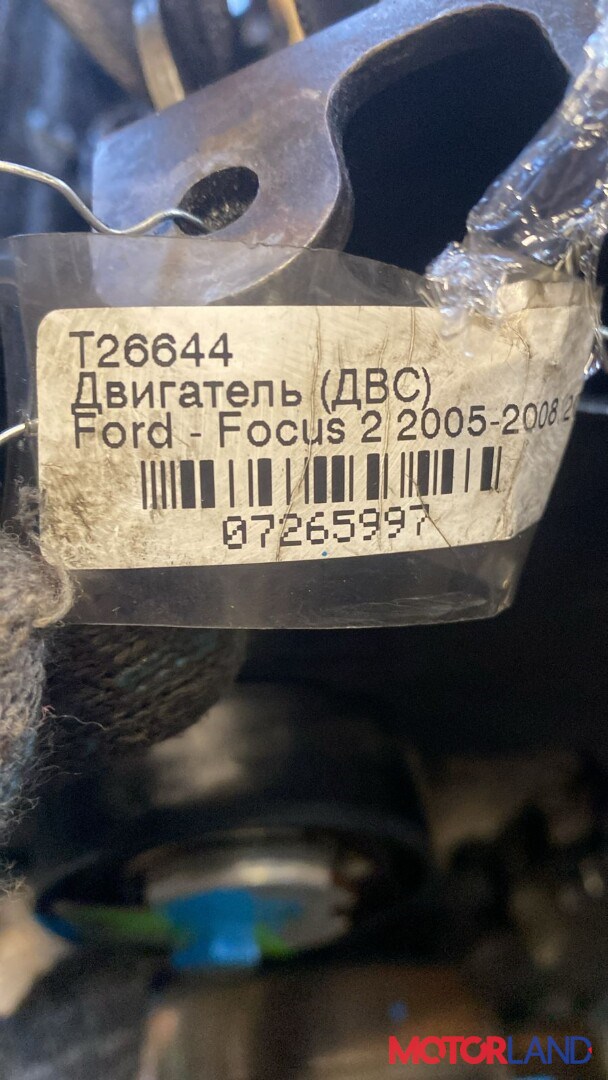 T26644
Двигатель (ДВС)
Ford - Focus 2 2005-2008
07265997
MOTORLAND